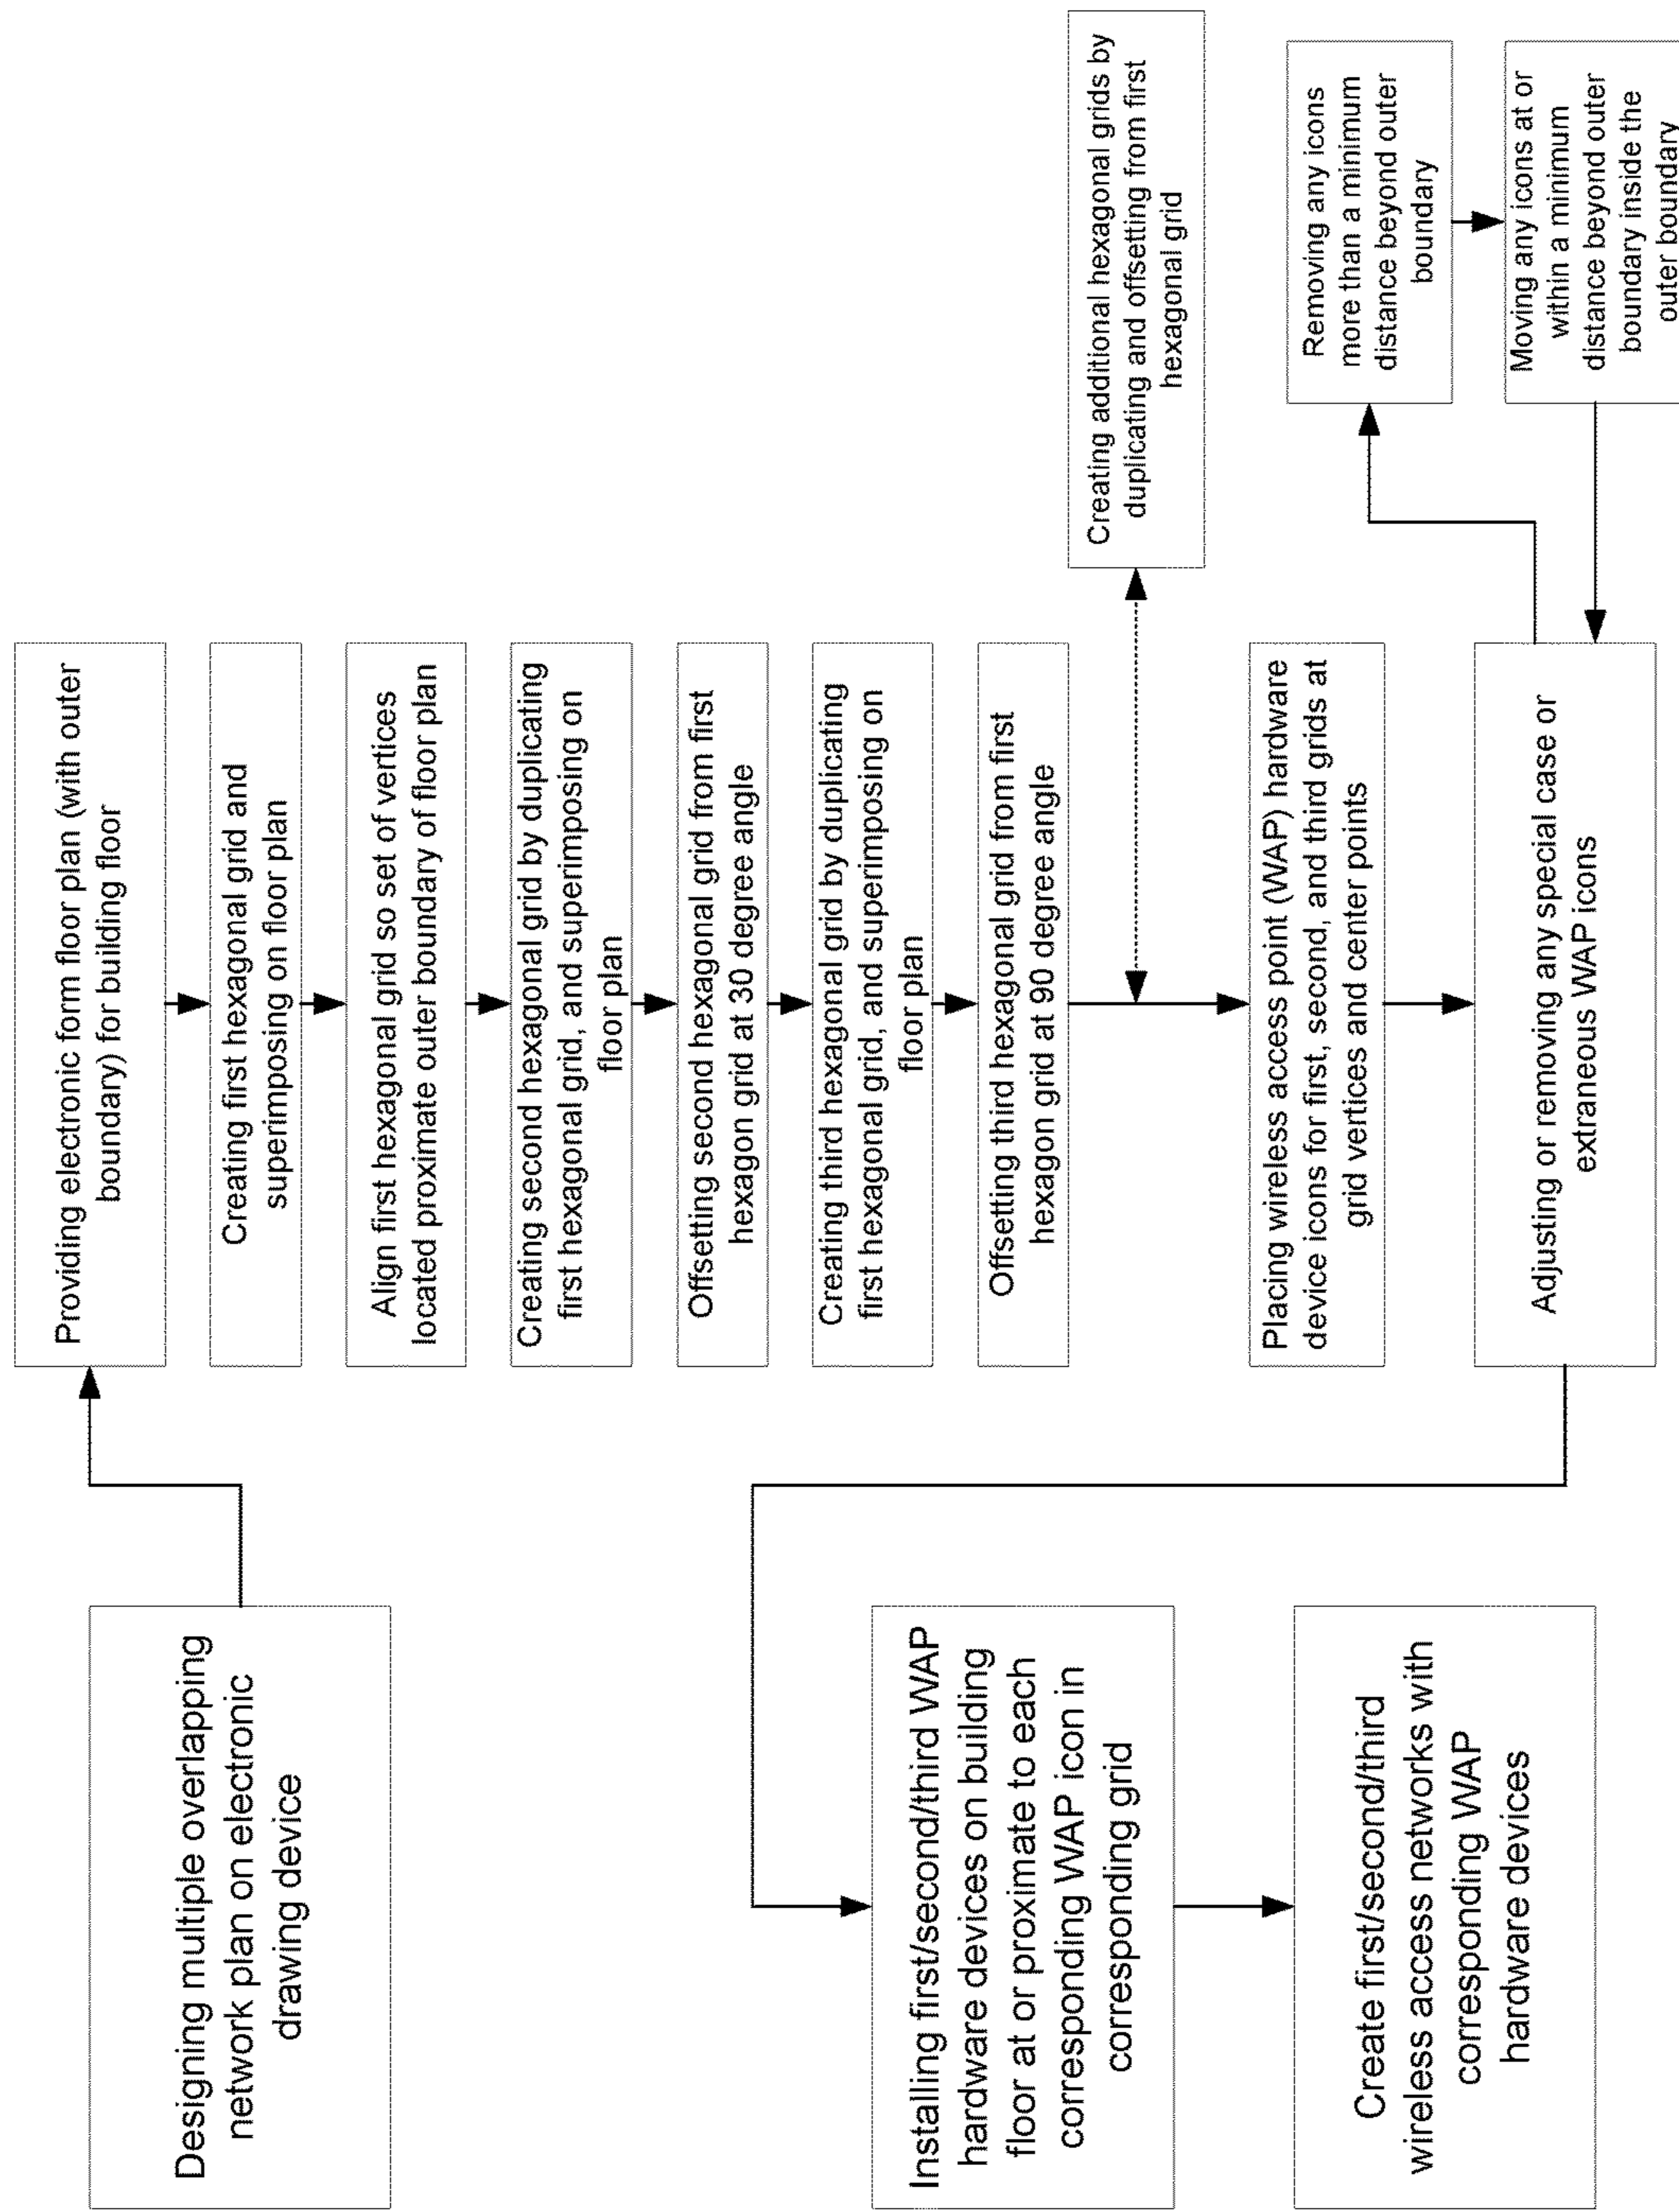 Designing multiple overlapping
network plan on electronic
drawing device
Providing electronic form floor plan (with outer
boundary) for building floor
Creating first hexagonal grid and
superimposing on floor plan
Align first hexagonal grid so set of vertices
located proximate outer boundary of floor plan
Creating second hexagonal grid by duplicating
first hexagonal grid, and superimposing on
floor plan
Offsetting second hexagonal grid from first
hexagon grid at 30 degree angle
Creating third hexagonal grid by duplicating
first hexagonal grid, and superimposing on
floor plan
Offsetting third hexagonal grid from first
hexagon grid at 90 degree angle
Creating additional hexagonal grids by
duplicating and offsetting from first
hexagonal grid
Placing wireless access point (WAP) hardware
device icons for first, second, and third grids at
grid vertices and center points
Adjusting or removing any special case or
extraneous WAP icons
Removing any icons
more than a minimum
distance beyond outer
boundary
Moving any icons at or
within a minimum
distance beyond outer
boundary inside the
outer boundary
Installing first/second/third WAP
hardware devices on building
floor at or proximate to each
corresponding WAP icon in
corresponding grid
Create first/second/third
wireless access networks with
corresponding WAP
hardware devices